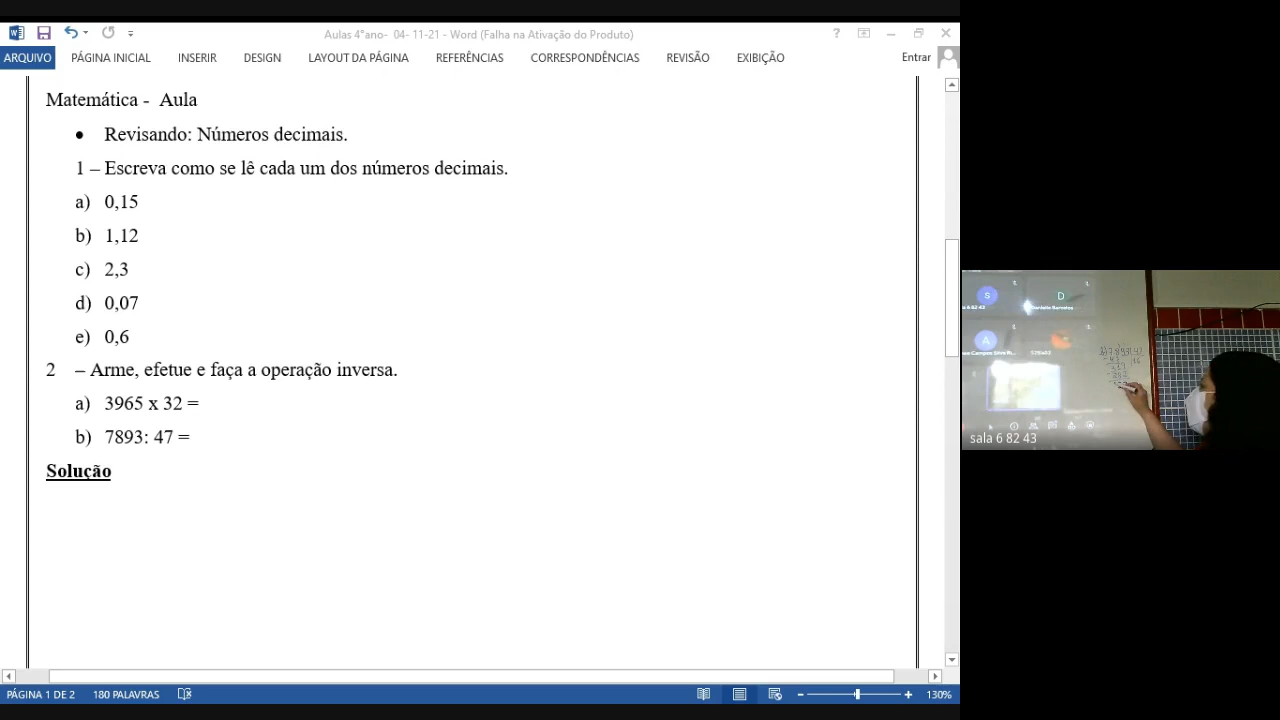 Aulas 4°ano- 04- 11-21 - Word (Falha na Ativação do Produto)
ARQUIVO PÁGINA INICIAL INSERIR DESIGN LAYOUT DA PÁGINA REFERÊNCIAS CORRESPONDÊNCIAS REVISÃO EXIBIÇÃO Entrar
Matemática - Aula
• Revisando: Números decimais.
1 – Escreva como se lê cada um dos números decimais.
a) 0,15
b) 1,12
c) 2,3
d) 0,07
e) 0,6
2 – Arme, efetue e faça a operação inversa.
a) 3965 x 32 =
b) 7893: 47 =
Solução
PÁGINA 1 DE 2 180 PALAVRAS 130%
S D
A
sala 6 82 43